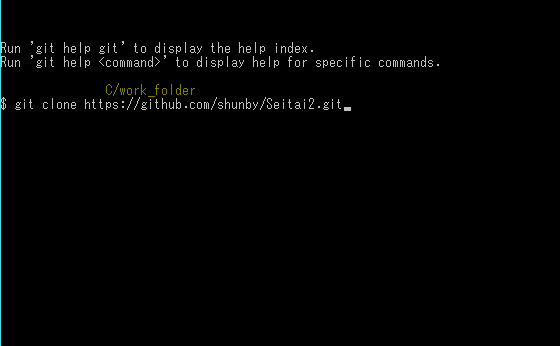 Run 'git help git' to display the help index.
Run 'git help <command>' to display help for specific commands.
C/work_folder
$ git clone https://github.com/shunby/Seitai2.git